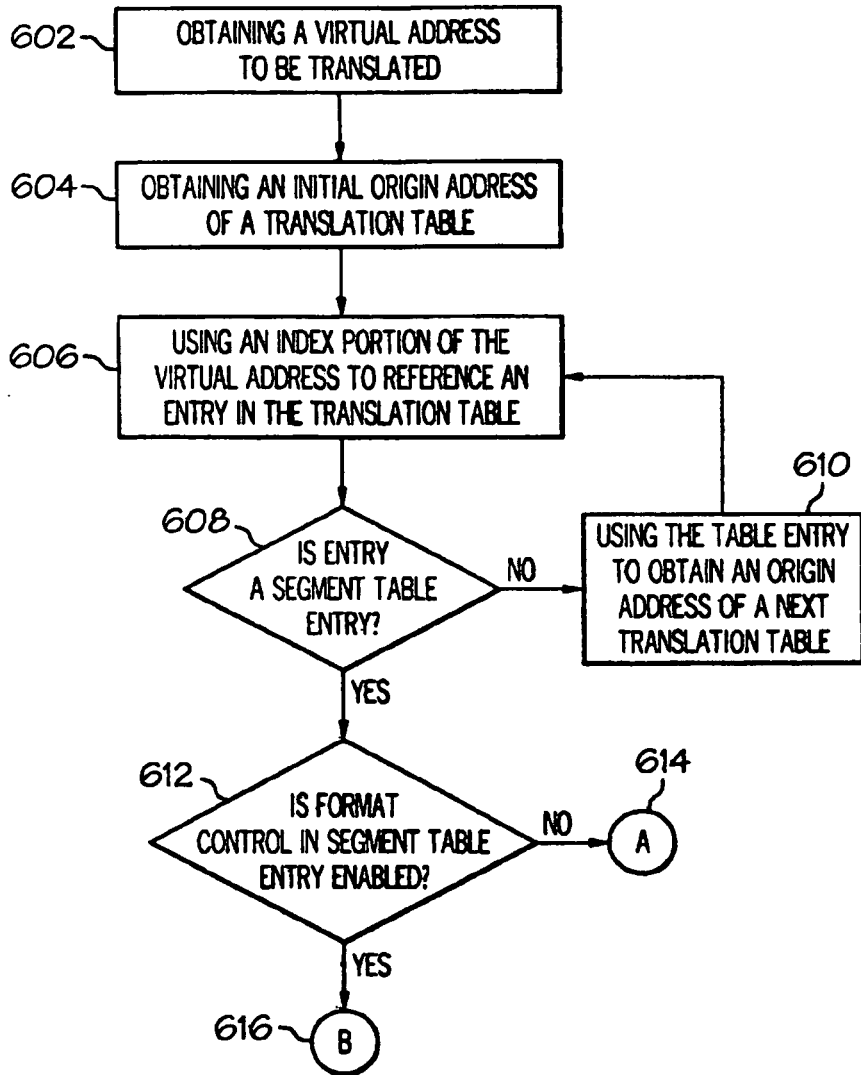 602
OBTAINING A VIRTUAL ADDRESS
TO BE TRANSLATED
604
OBTAINING AN INITIAL ORIGIN ADDRESS
OF A TRANSLATION TABLE
606
USING AN INDEX PORTION OF THE
VIRTUAL ADDRESS TO REFERENCE AN
ENTRY IN THE TRANSLATION TABLE
608
IS ENTRY
A SEGMENT TABLE
ENTRY?
NO
610
USING THE TABLE ENTRY
TO OBTAIN AN ORIGIN
ADDRESS OF A NEXT
TRANSLATION TABLE
YES
612
IS FORMAT
CONTROL IN SEGMENT TABLE
ENTRY ENABLED?
NO
614
A
YES
616
B